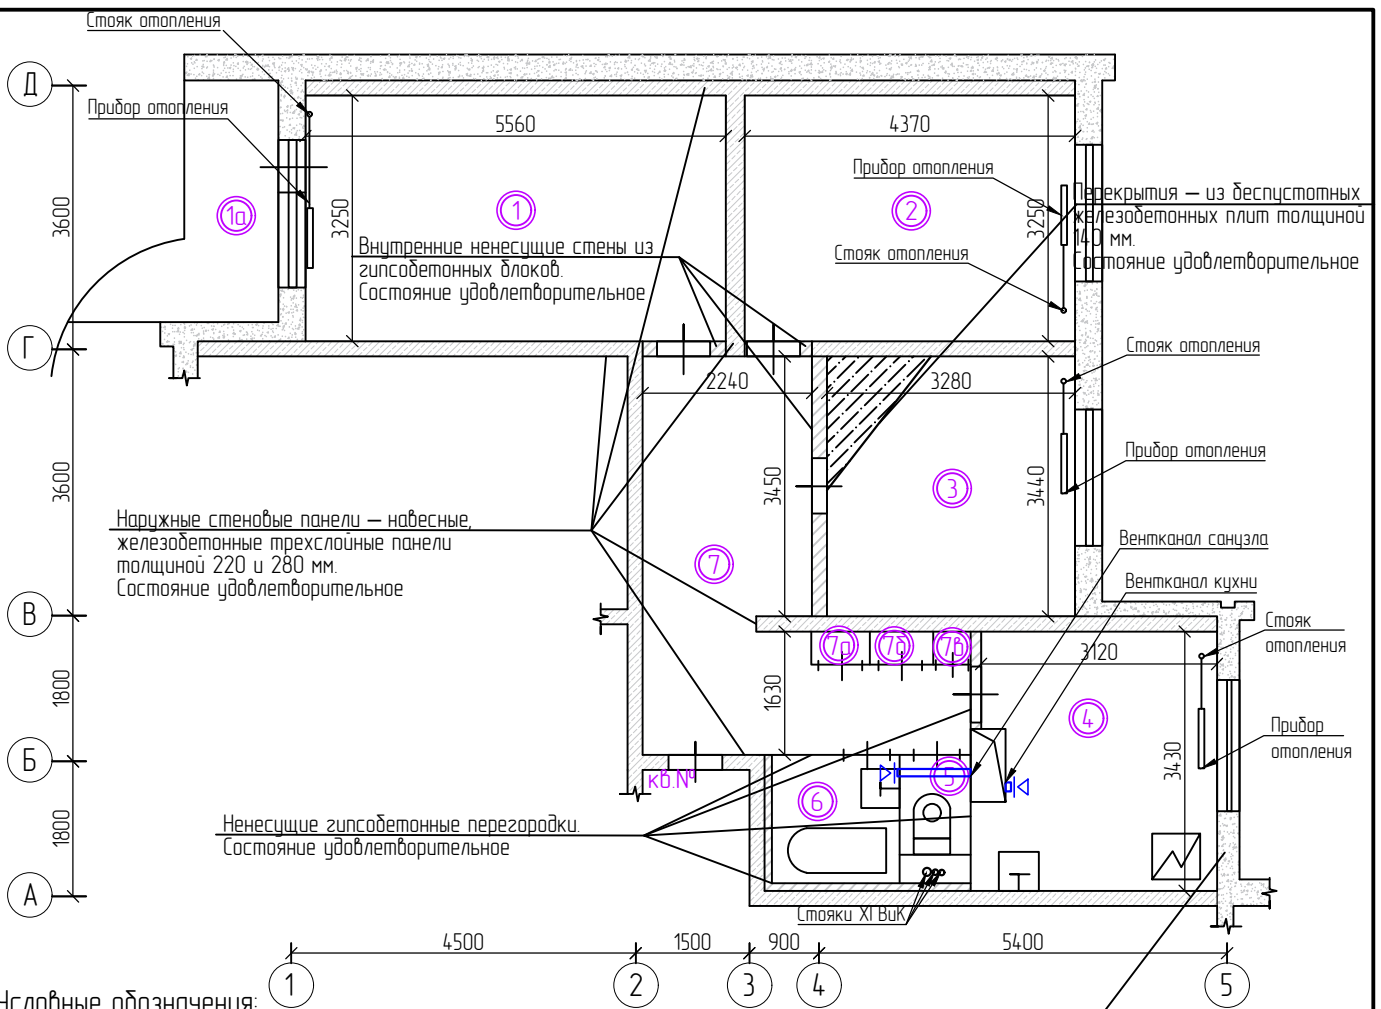 Стояк отопления
Д
Прибор отопления
5560
4370
Прибор отопления
3600
1а
1
3250
2
3250
Перекрытия — из беспустотных
железобетонных плит толщиной
140 мм.
Состояние удовлетворительное
Внутренние ненесущие стены из
гипсобетонных блоков.
Состояние удовлетворительное
Стояк отопления
Г
Стояк отопления
2240
3280
3600
3450
3
3440
Прибор отопления
Наружные стеновые панели — навесные,
железобетонные трехслойные панели
толщиной 220 и 280 мм.
Состояние удовлетворительное
7
Вентканал санузла
Вентканал кухни
В
Стояк
отопления
7а
7б
7в
3120
1800
1630
4
Прибор
отопления
Б
кв.№
5
3430
6
1800
Ненесущие гипсобетонные перегородки.
Состояние удовлетворительное
А
Стояки ХГВиК
4500
1500
900
5400
1
2
3
4
5
Условные обозначения: